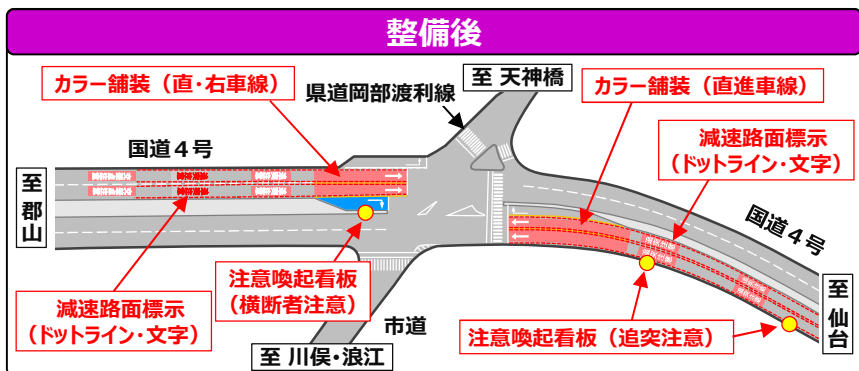 整備後
カラー舗装（直・右車線）
至 天神橋
県道岡部渡利線
カラー舗装（直進車線）
国道４号
減速路面標示
（ドットライン・文字）
至 郡山
国道４号
注意喚起看板
（横断者注意）
減速路面標示
（ドットライン・文字）
市道
注意喚起看板（追突注意）
至 仙台
至 川俣・浪江